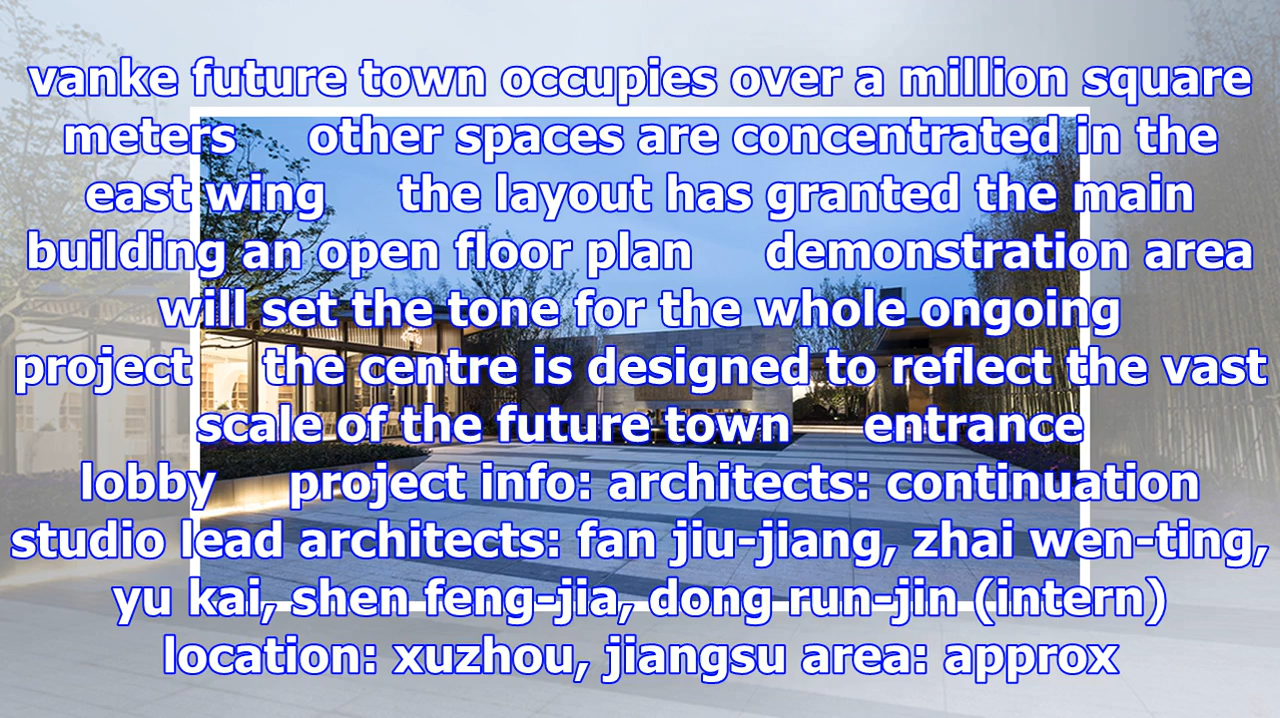 vanke future town occupies over a million square
meters other spaces are concentrated in the
east wing the layout has granted the main
building an open floor plan demonstration area
will set the tone for the whole ongoing
project the centre is designed to reflect the vast
scale of the future town entrance
lobby project info: architects: continuation
studio lead architects: fan jiu-jiang, zhai wen-ting,
yu kai, shen feng-jia, dong run-jin (intern)
location: xuzhou, jiangsu area: approx